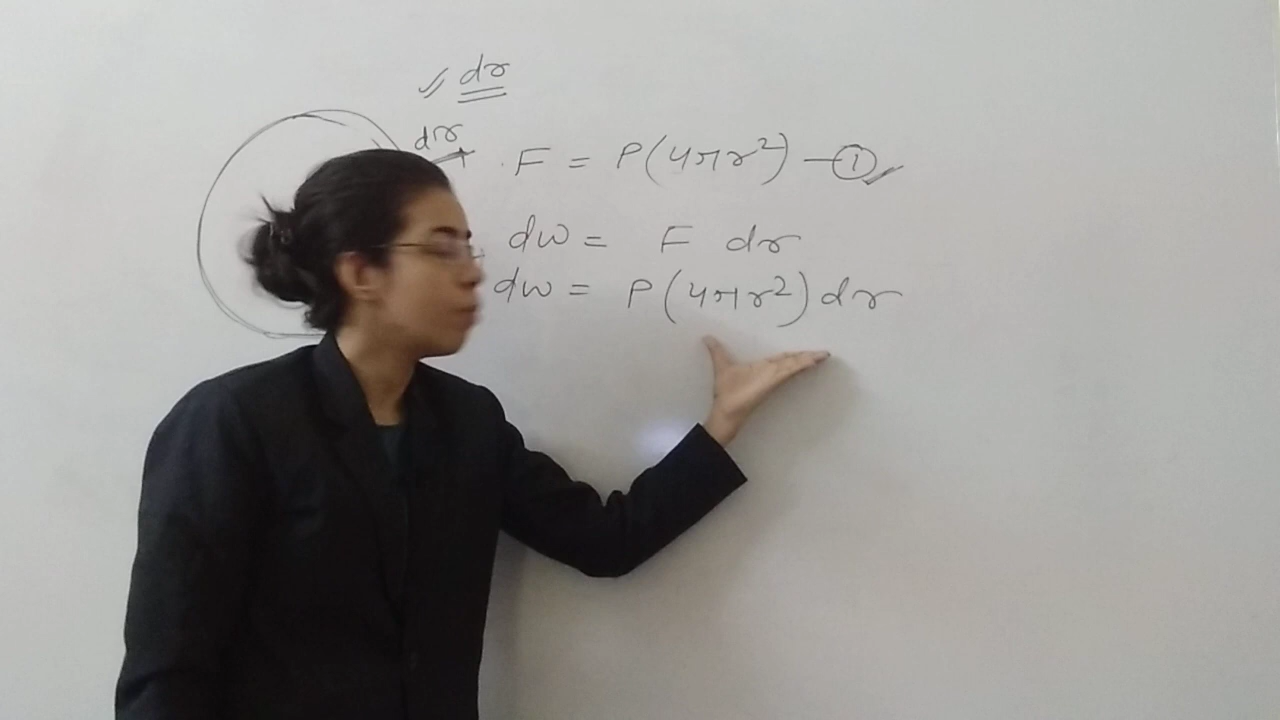 ✓ dr
dr
F = P(4πr²) — ①✓
dw = F dr
dw = P(4πr²) dr